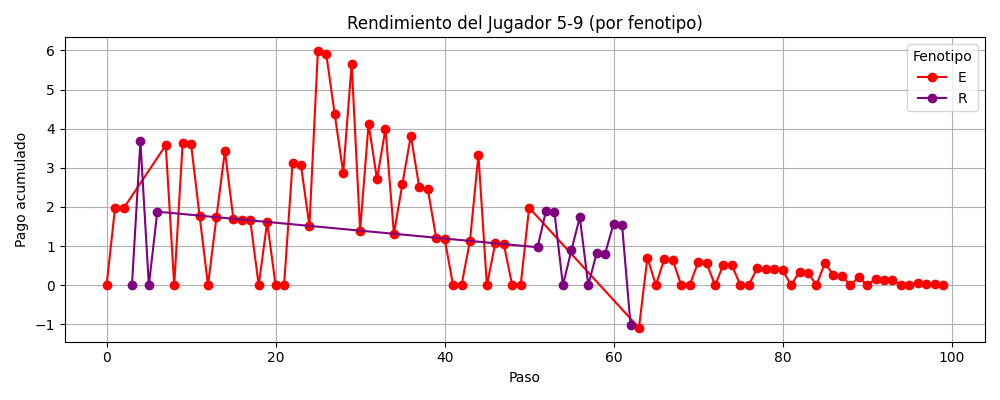 Rendimiento del Jugador 5-9 (por fenotipo)
Pago acumulado
6
5
4
3
2
1
0
−1
Fenotipo
E
R
0 20 40 60 80 100
Paso